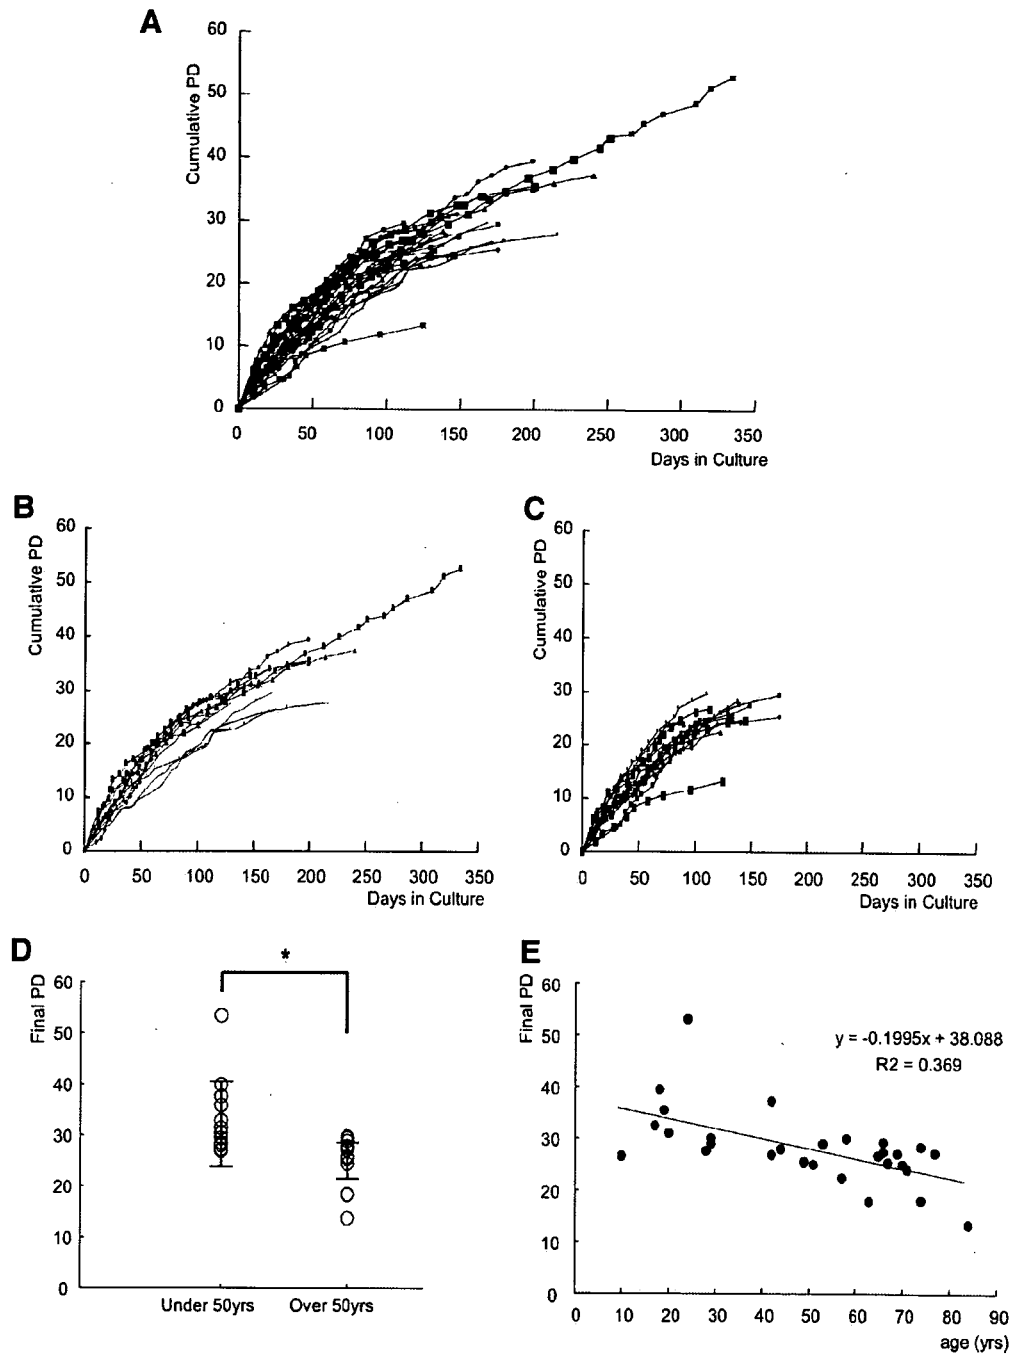 A
Cumulative PD
60
50
40
30
20
10
0
0 50 100 150 200 250 300 350
Days in Culture
B
Cumulative PD
60
50
40
30
20
10
0
0 50 100 150 200 250 300 350
Days in Culture
C
Cumulative PD
60
50
40
30
20
10
0
0 50 100 150 200 250 300 350
Days in Culture
D
Final PD
*
60
50
40
30
20
10
0
Under 50yrs Over 50yrs
E
Final PD
60
50
40
30
20
10
0
y = -0.1995x + 38.088
R2 = 0.369
0 10 20 30 40 50 60 70 80 90
age (yrs)